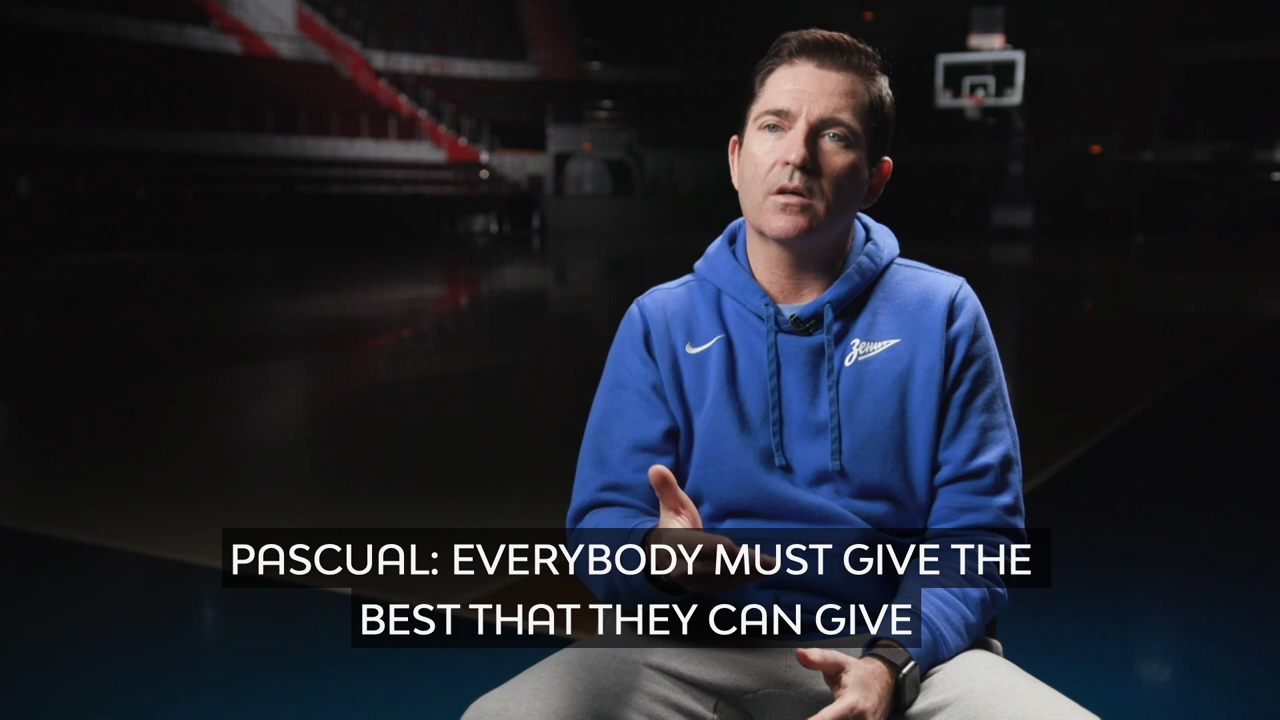 Зенит
PASCUAL: EVERYBODY MUST GIVE THE
BEST THAT THEY CAN GIVE